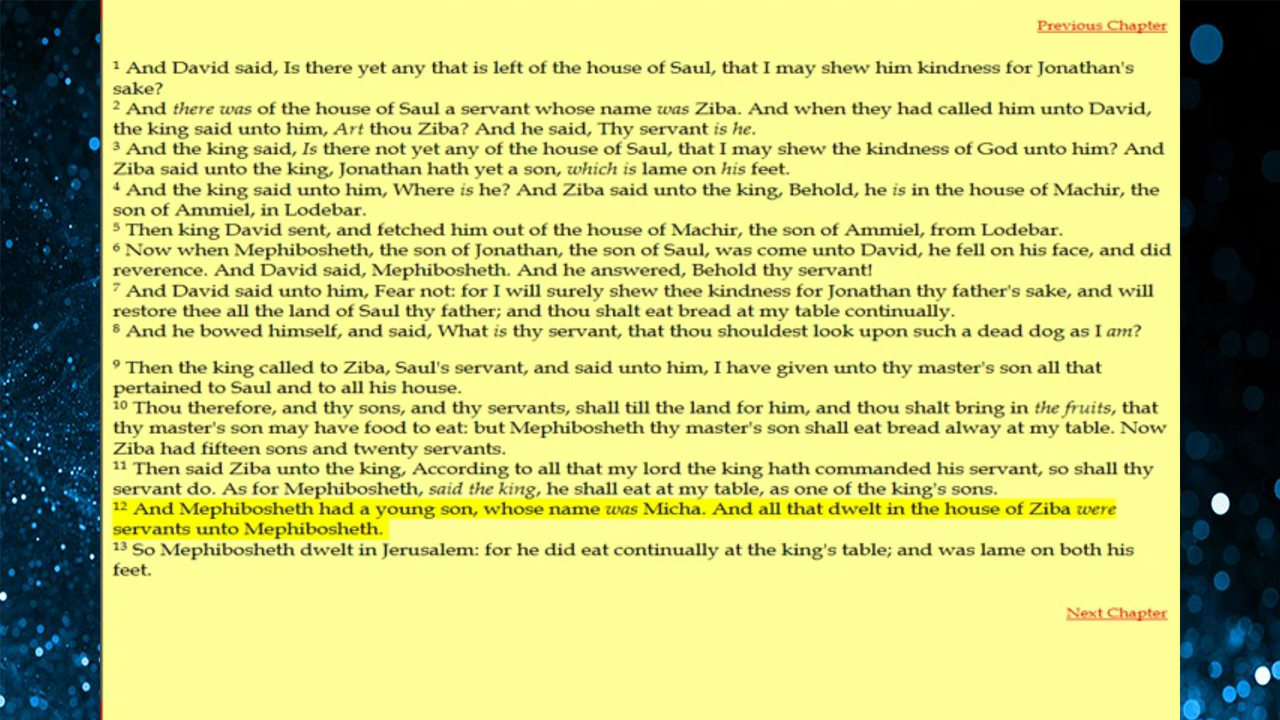 Previous Chapter
1 And David said, Is there yet any that is left of the house of Saul, that I may shew him kindness for Jonathan's
sake?
2 And there was of the house of Saul a servant whose name was Ziba. And when they had called him unto David,
the king said unto him, Art thou Ziba? And he said, Thy servant is he.
3 And the king said, Is there not yet any of the house of Saul, that I may shew the kindness of God unto him? And
Ziba said unto the king, Jonathan hath yet a son, which is lame on his feet.
4 And the king said unto him, Where is he? And Ziba said unto the king, Behold, he is in the house of Machir, the
son of Ammiel, in Lodebar.
5 Then king David sent, and fetched him out of the house of Machir, the son of Ammiel, from Lodebar.
6 Now when Mephibosheth, the son of Jonathan, the son of Saul, was come unto David, he fell on his face, and did
reverence. And David said, Mephibosheth. And he answered, Behold thy servant!
7 And David said unto him, Fear not: for I will surely shew thee kindness for Jonathan thy father's sake, and will
restore thee all the land of Saul thy father; and thou shalt eat bread at my table continually.
8 And he bowed himself, and said, What is thy servant, that thou shouldest look upon such a dead dog as I am?
9 Then the king called to Ziba, Saul's servant, and said unto him, I have given unto thy master's son all that
pertained to Saul and to all his house.
10 Thou therefore, and thy sons, and thy servants, shall till the land for him, and thou shalt bring in the fruits, that
thy master's son may have food to eat: but Mephibosheth thy master's son shall eat bread alway at my table. Now
Ziba had fifteen sons and twenty servants.
11 Then said Ziba unto the king, According to all that my lord the king hath commanded his servant, so shall thy
servant do. As for Mephibosheth, said the king, he shall eat at my table, as one of the king's sons.
12 And Mephibosheth had a young son, whose name was Micha. And all that dwelt in the house of Ziba were
servants unto Mephibosheth.
13 So Mephibosheth dwelt in Jerusalem: for he did eat continually at the king's table; and was lame on both his
feet.
Next Chapter